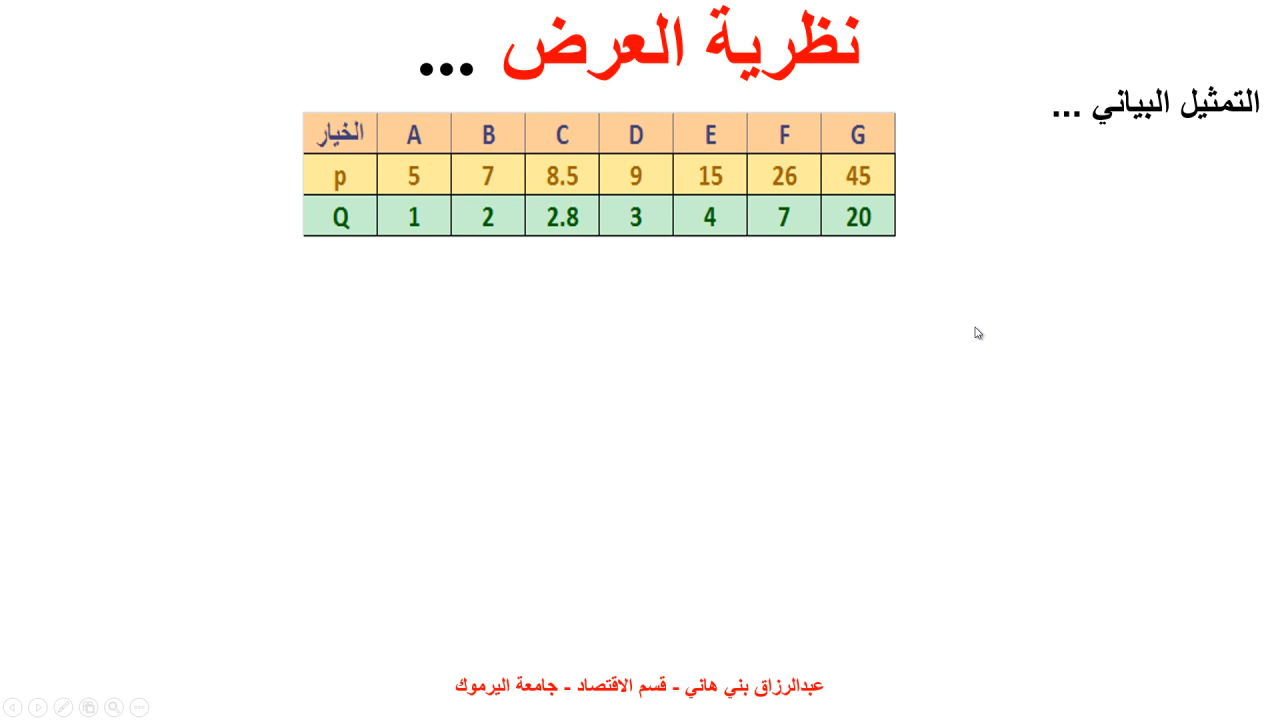 نظرية العرض ...
التمثيل البياني ...
الخيار A B C D E F G
p 5 7 8.5 9 15 26 45
Q 1 2 2.8 3 4 7 20
عبدالرزاق بني هاني - قسم الاقتصاد - جامعة اليرموك